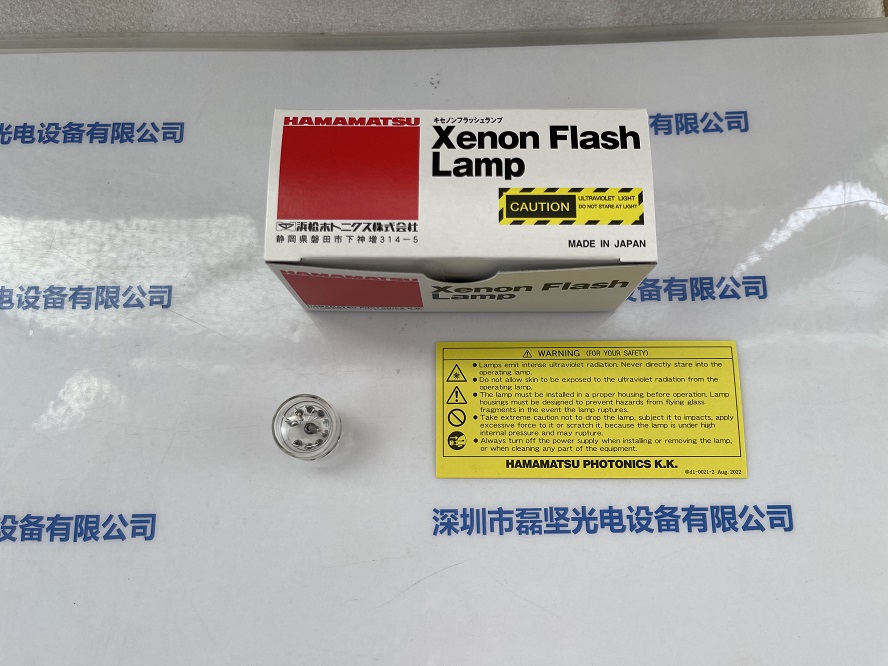 光电设备有限公司
HAMAMATSU
キセノンフラッシュランプ
Xenon Flash
Lamp
CAUTION
ULTRAVIOLET LIGHT
DO NOT STARE AT LIGHT
浜松ホトニクス株式会社
静岡県磐田市下神増314-5
MADE IN JAPAN
有限公司
HAMAMATSU
HAMAMATSU PHOTONICS K.K.
Xenon Flash
Lamp
电设备有限公司
备有限公司
WARNING (FOR YOUR SAFETY)
● Lamps emit intense ultraviolet radiation. Never directly stare into the
operating lamp.
● Do not allow skin to be exposed to the ultraviolet radiation from the
operating lamp.
● The lamp must be installed in a proper housing before operation. Lamp
housings must be designed to prevent hazards from flying glass
fragments in the event the lamp ruptures.
● Take extreme caution not to drop the lamp, subject it to impacts, apply
excessive force to it or scratch it, because the lamp is under high
internal pressure and may rupture.
● Always turn off the power supply when installing or removing the lamp,
or when cleaning any part of the equipment.
HAMAMATSU PHOTONICS K.K.
Aug. 2022
设备有限公司
深圳市磊坚光电设备有限公司